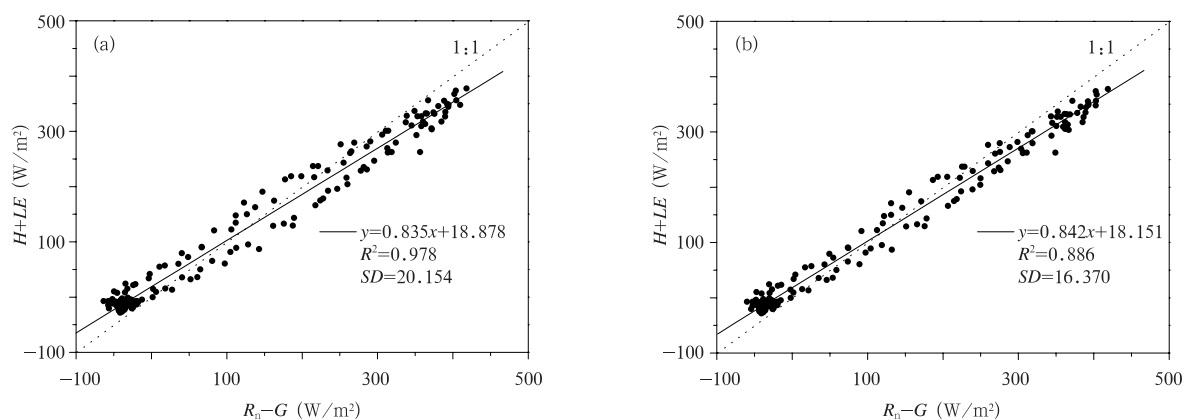 500
(a)
1:1
300
H+LE (W/m²)
100
y=0.835x+18.878
R²=0.978
SD=20.154
−100
−100
100
300
500
Rₙ−G (W/m²)
500
(b)
1:1
300
H+LE (W/m²)
100
y=0.842x+18.151
R²=0.886
SD=16.370
−100
−100
100
300
500
Rₙ−G (W/m²)